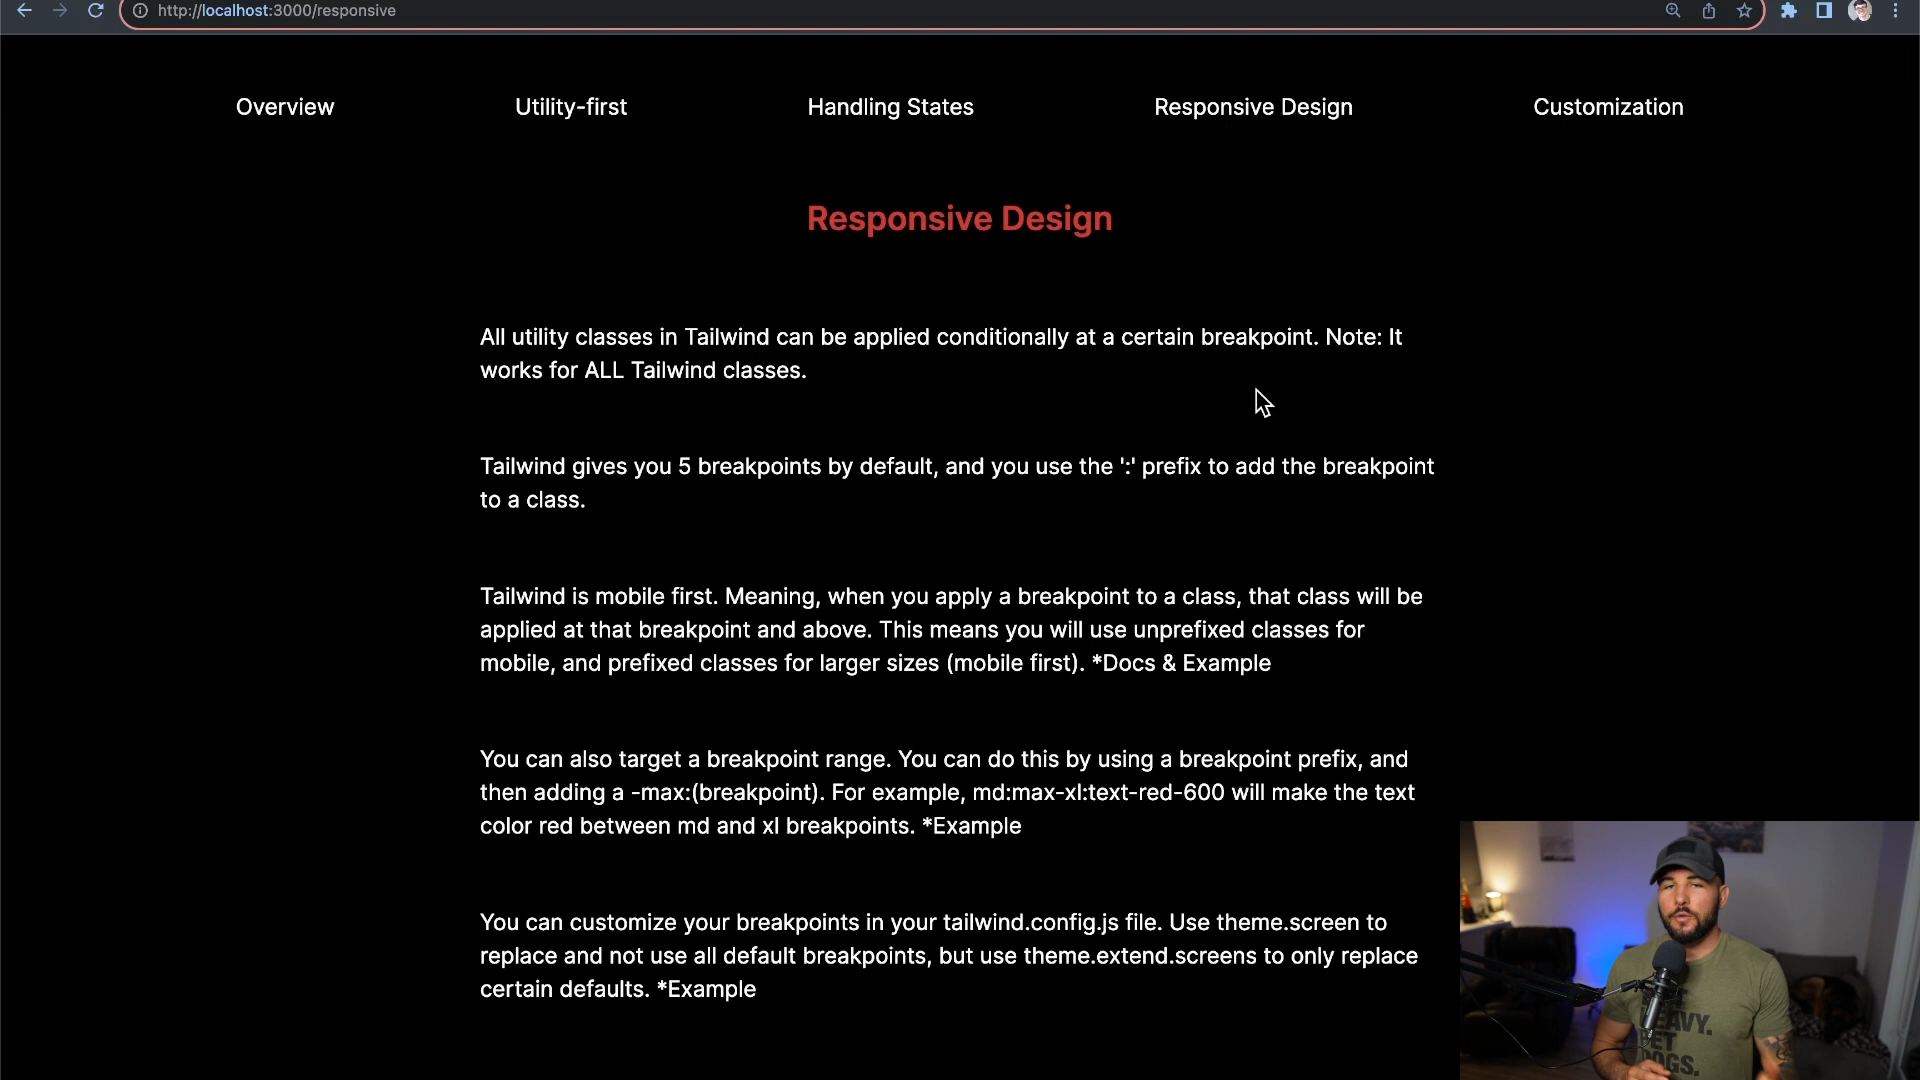 http://localhost:3000/responsive
Overview
Utility-first
Handling States
Responsive Design
Customization
Responsive Design
All utility classes in Tailwind can be applied conditionally at a certain breakpoint. Note: It
works for ALL Tailwind classes.
Tailwind gives you 5 breakpoints by default, and you use the ':' prefix to add the breakpoint
to a class.
Tailwind is mobile first. Meaning, when you apply a breakpoint to a class, that class will be
applied at that breakpoint and above. This means you will use unprefixed classes for
mobile, and prefixed classes for larger sizes (mobile first). *Docs & Example
You can also target a breakpoint range. You can do this by using a breakpoint prefix, and
then adding a -max:(breakpoint). For example, md:max-xl:text-red-600 will make the text
color red between md and xl breakpoints. *Example
You can customize your breakpoints in your tailwind.config.js file. Use theme.screen to
replace and not use all default breakpoints, but use theme.extend.screens to only replace
certain defaults. *Example
DOGS.